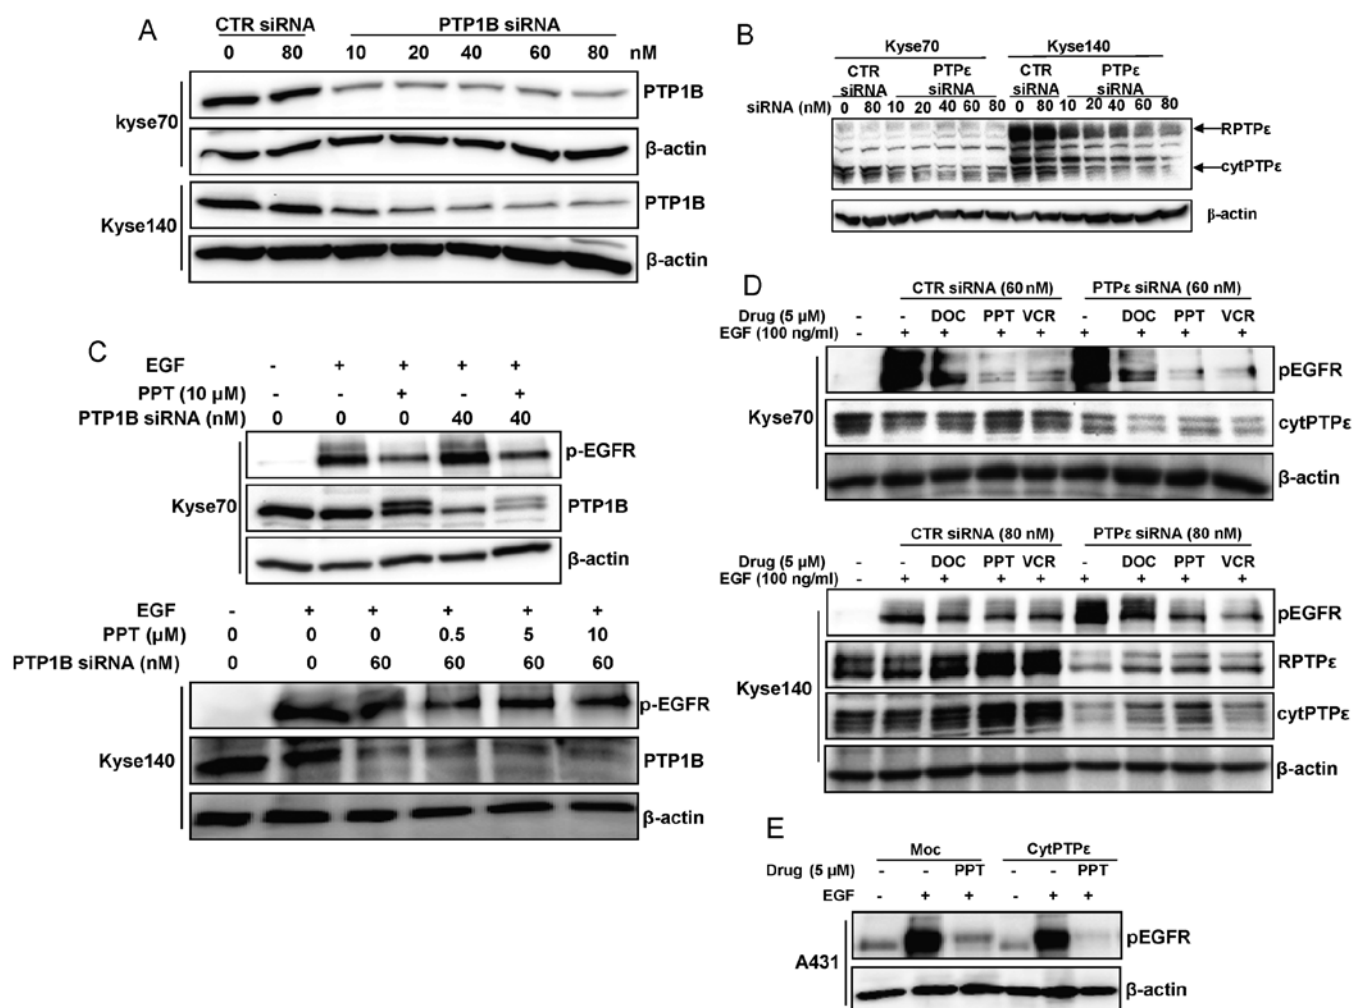 A
CTR siRNA PTP1B siRNA
0 80 10 20 40 60 80 nM
kyse70
PTP1B
β-actin
Kyse140
PTP1B
β-actin
B
Kyse70 Kyse140
CTR siRNA PTPε siRNA CTR siRNA PTPε siRNA
siRNA (nM) 0 80 10 20 40 60 80 0 80 10 20 40 60 80
RPTPε
cytPTPε
β-actin
C
EGF - + + + +
PPT (10 µM) - - + - +
PTP1B siRNA (nM) 0 0 0 40 40
Kyse70
p-EGFR
PTP1B
β-actin
EGF - + + + + +
PPT (µM) 0 0 0 0.5 5 10
PTP1B siRNA (nM) 0 0 60 60 60 60
Kyse140
p-EGFR
PTP1B
β-actin
D
CTR siRNA (60 nM) PTPε siRNA (60 nM)
Drug (5 µM) - - DOC PPT VCR - DOC PPT VCR
EGF (100 ng/ml) - + + + + + + + +
Kyse70
pEGFR
cytPTPε
β-actin
CTR siRNA (80 nM) PTPε siRNA (80 nM)
Drug (5 µM) - - DOC PPT VCR - DOC PPT VCR
EGF (100 ng/ml) - + + + + + + + +
Kyse140
pEGFR
RPTPε
cytPTPε
β-actin
E
Moc CytPTPε
Drug (5 µM) - - PPT - - PPT
EGF - + + - + +
A431
pEGFR
β-actin